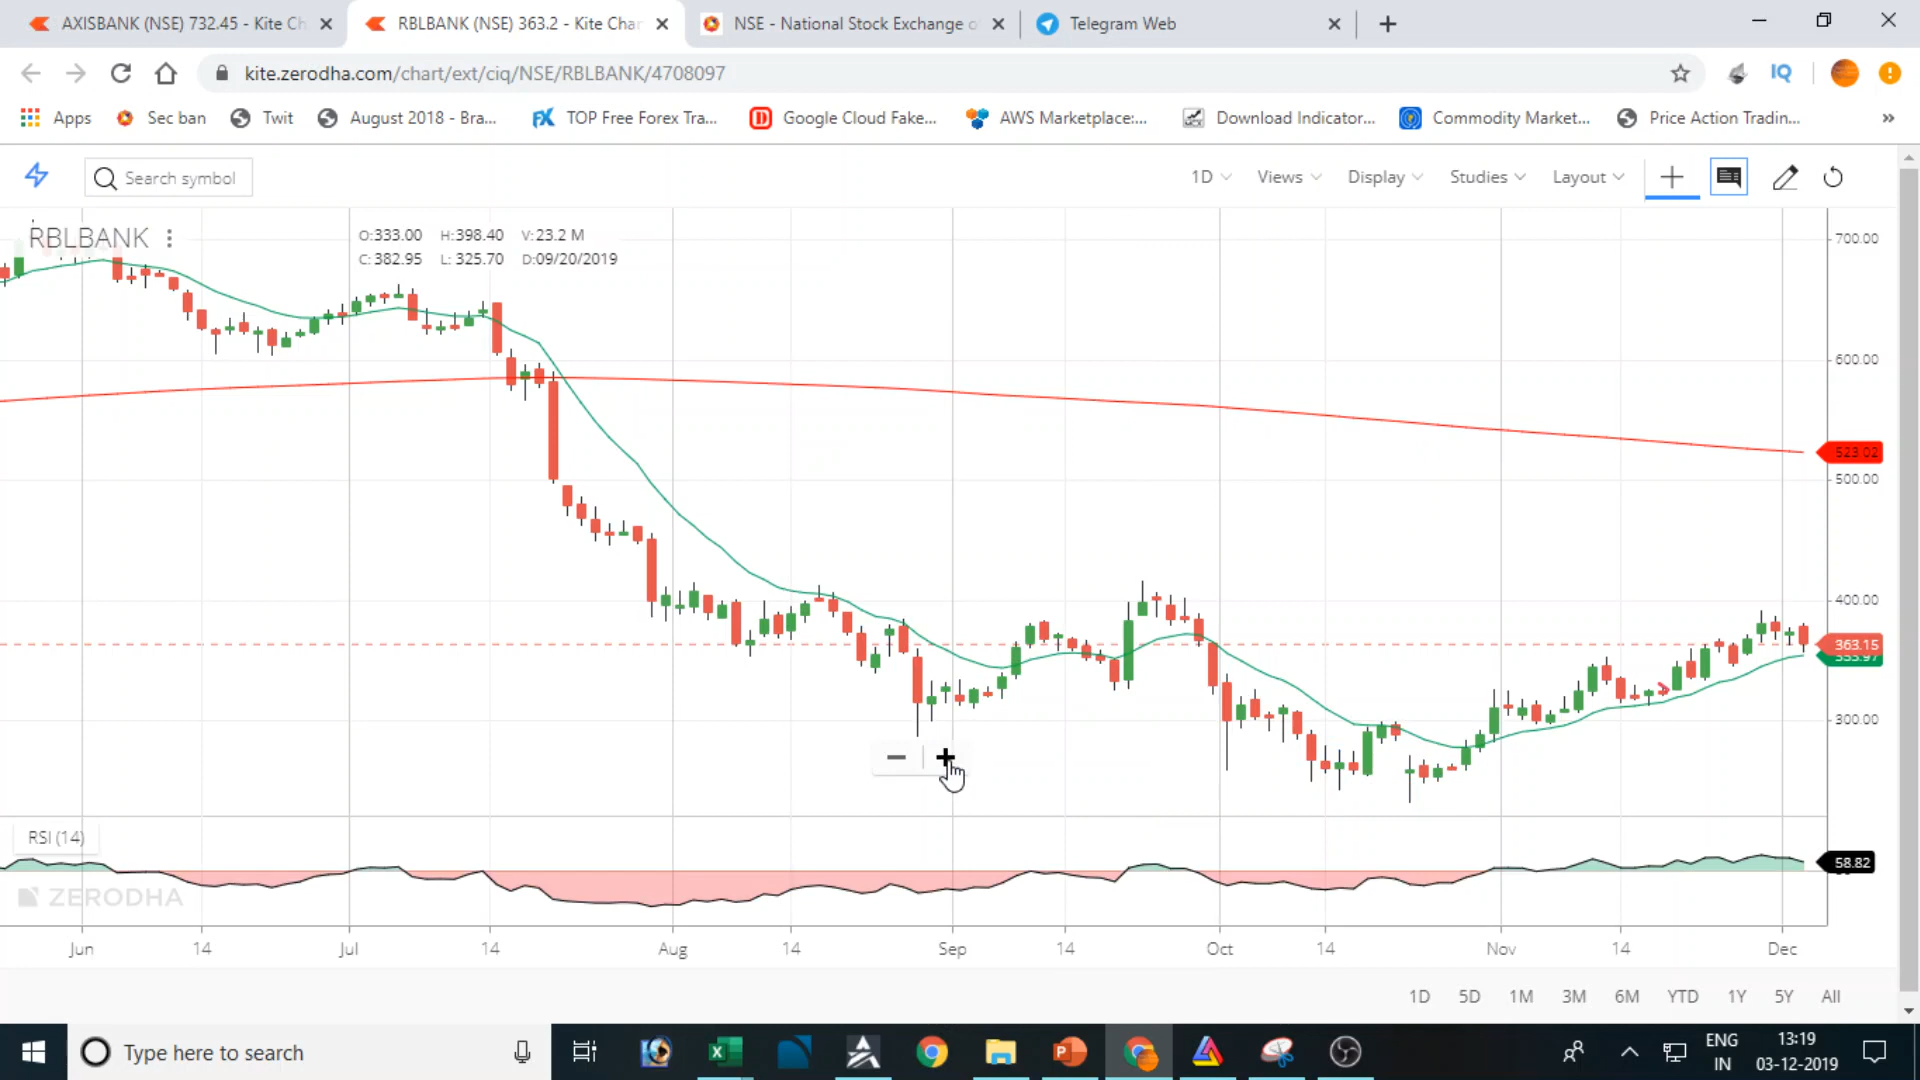 AXISBANK (NSE) 732.45 - Kite Ch
RBLBANK (NSE) 363.2 - Kite Char
NSE - National Stock Exchange o
Telegram Web
kite.zerodha.com/chart/ext/ciq/NSE/RBLBANK/4708097
IQ
Apps
Sec ban
Twit
August 2018 - Bra...
FX TOP Free Forex Tra...
Google Cloud Fake...
AWS Marketplace:...
Download Indicator...
Commodity Market...
Price Action Tradin...
Search symbol
1D Views Display Studies Layout
RBLBANK
O:333.00 H:398.40 V:23.2 M
C: 382.95 L: 325.70 D:09/20/2019
700.00
600.00
523.02
500.00
400.00
363.15
300.00
RSI (14)
58.82
ZERODHA
Jun 14 Jul 14 Aug 14 Sep 14 Oct 14 Nov 14 Dec
1D 5D 1M 3M 6M YTD 1Y 5Y All
Type here to search
ENG
IN
13:19
03-12-2019